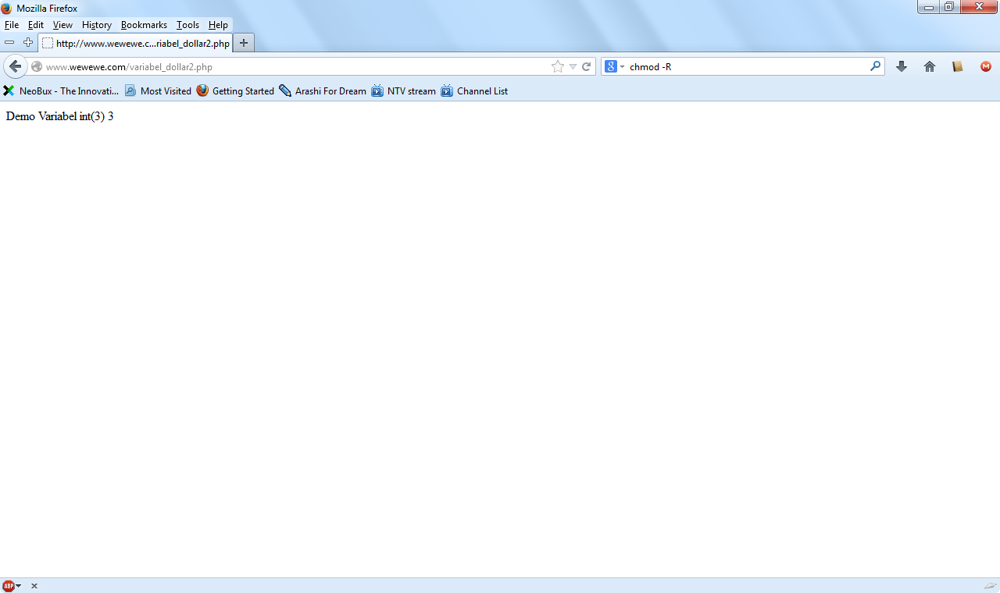 Mozilla Firefox
File Edit View History Bookmarks Tools Help
http://www.wewewe.c...riabel_dollar2.php
www.wewewe.com/variabel_dollar2.php
g chmod -R
M
NeoBux - The Innovati... Most Visited Getting Started Arashi For Dream NTV stream Channel List
Demo Variabel int(3) 3
ABP